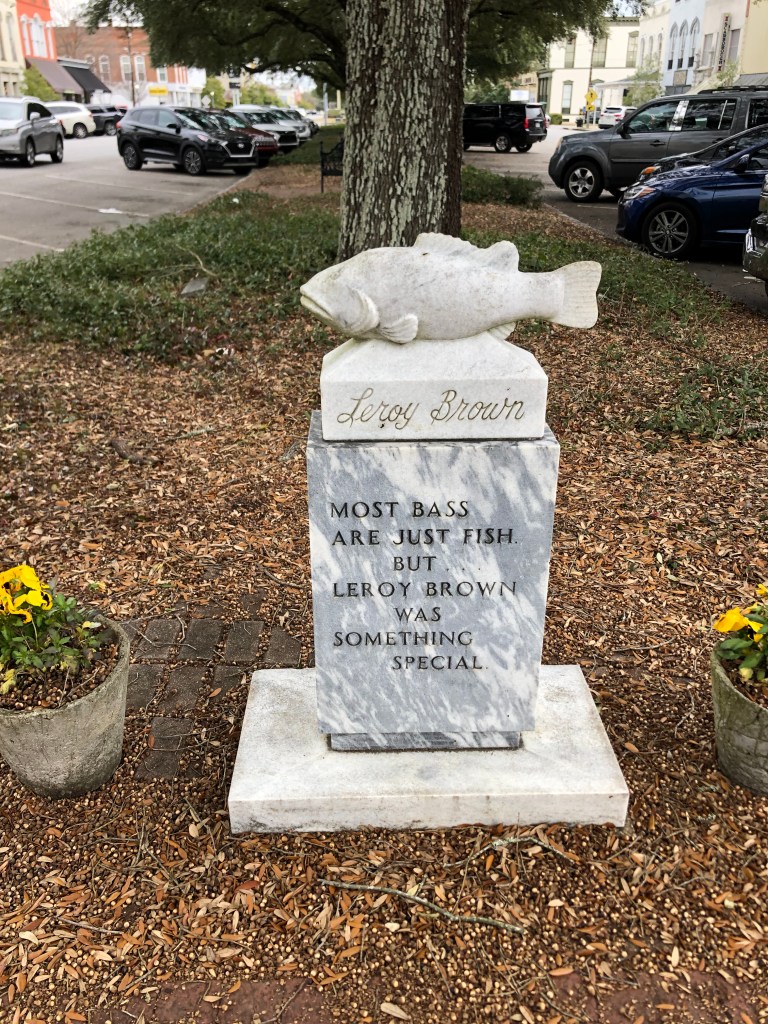 Leroy Brown
MOST BASS
ARE JUST FISH.
BUT . . .
LEROY BROWN
WAS
SOMETHING
SPECIAL.